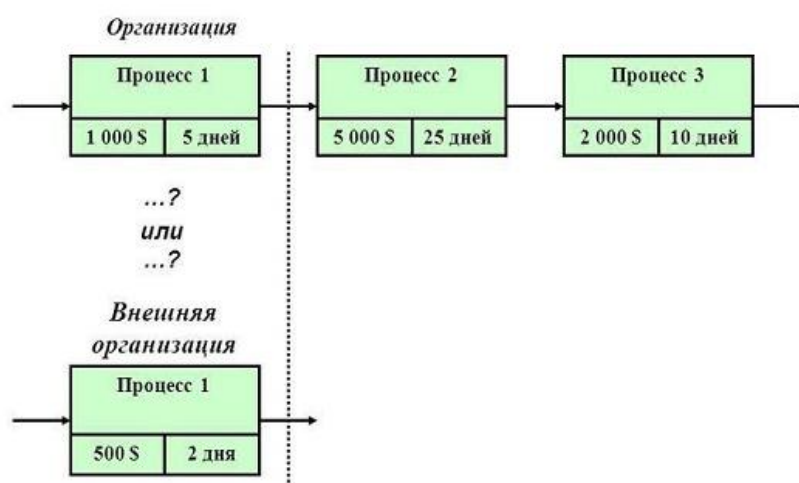 Организация
Процесс 1
1 000 $
5 дней
Процесс 2
5 000 $
25 дней
Процесс 3
2 000 $
10 дней
...?
или
...?
Внешняя
организация
Процесс 1
500 $
2 дня